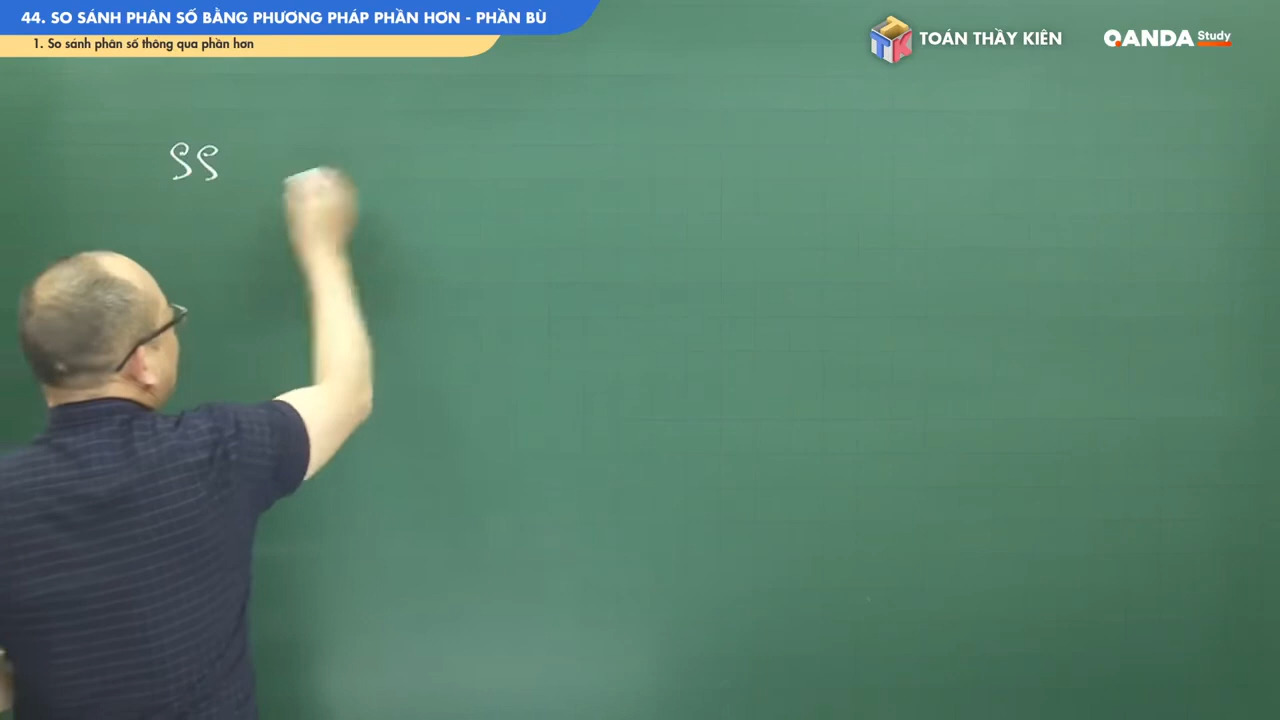 44. SO SÁNH PHÂN SỐ BẰNG PHƯƠNG PHÁP PHẦN HƠN - PHẦN BÙ
1. So sánh phân số thông qua phần hơn
TTK
TOÁN THẦY KIÊN
QANDA Study
SS